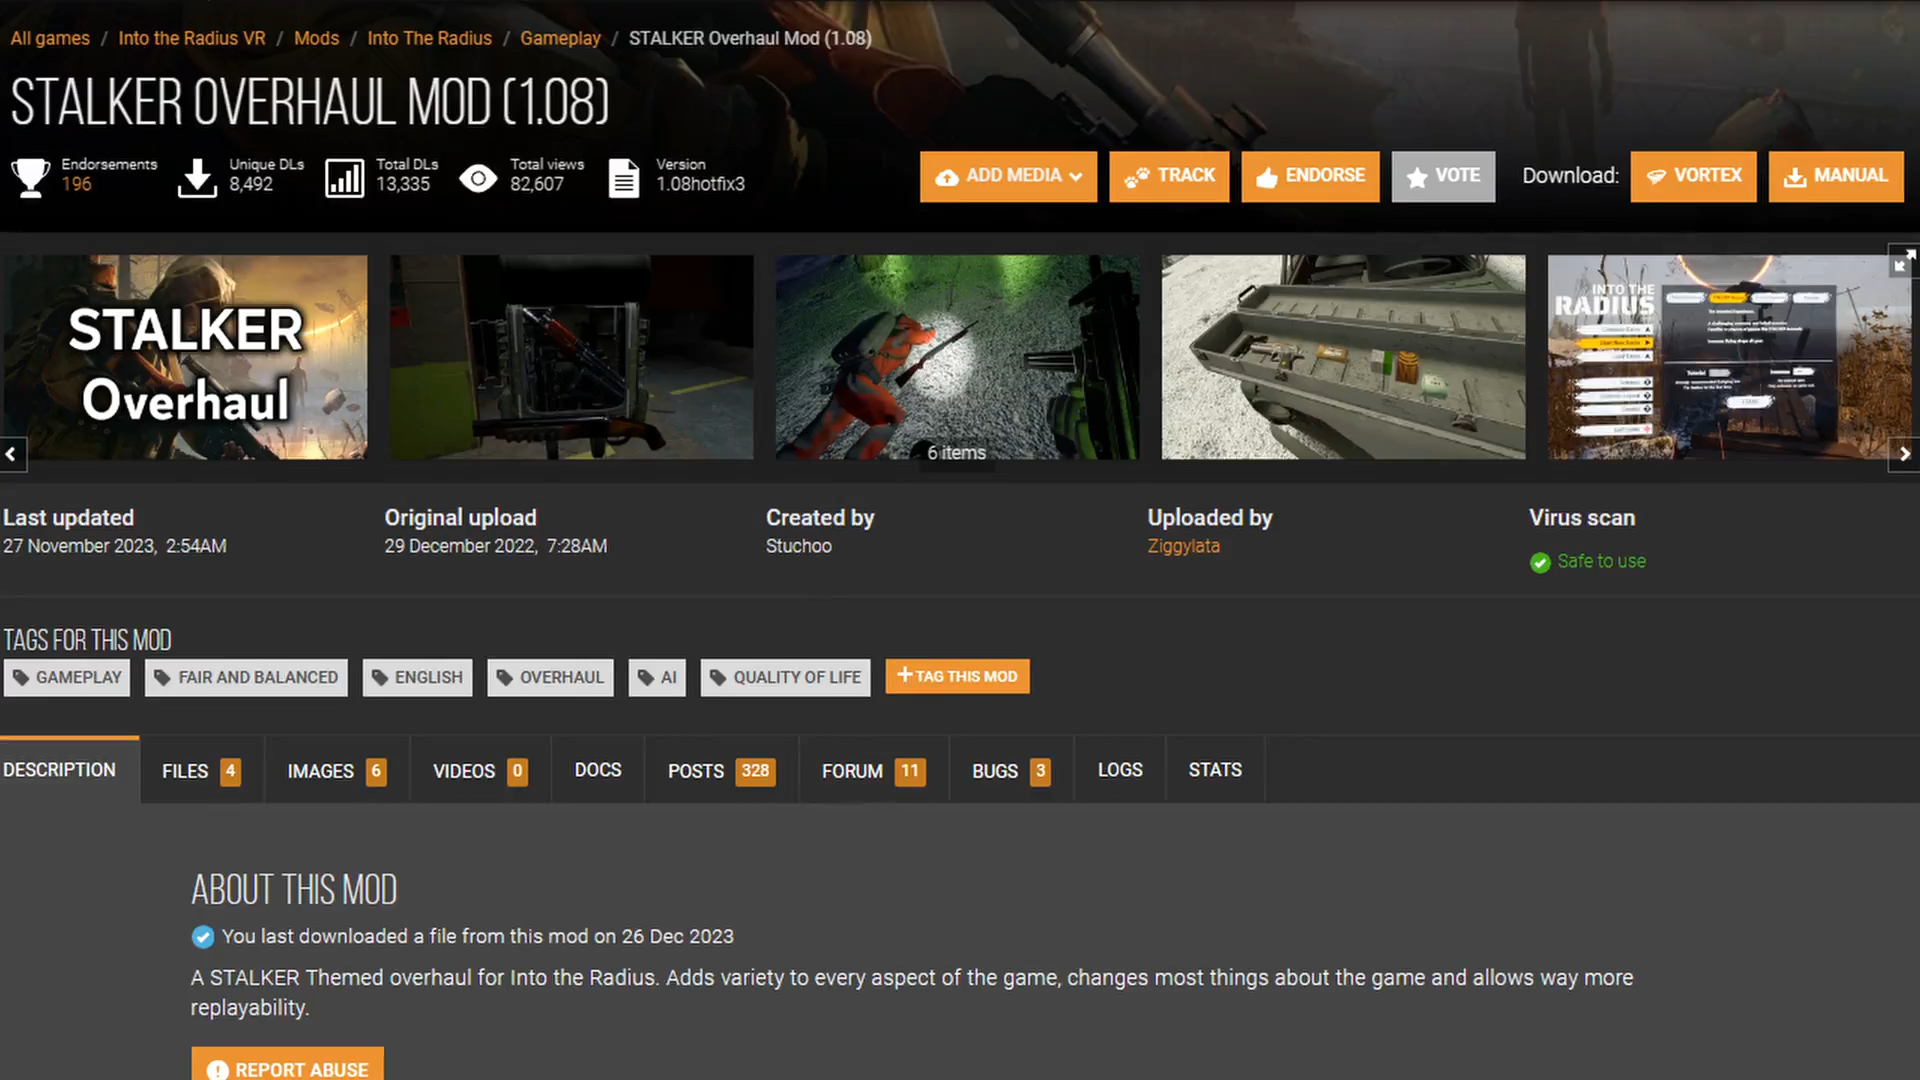 All games / Into the Radius VR / Mods / Into The Radius / Gameplay / STALKER Overhaul Mod (1.08)
STALKER OVERHAUL MOD (1.08)
Endorsements
196
Unique DLs
8,492
Total DLs
13,335
Total views
82,607
Version
1.08hotfix3
ADD MEDIA
TRACK
ENDORSE
VOTE
Download:
VORTEX
MANUAL
STALKER
Overhaul
6 items
INTO THE
RADIUS
Last updated
27 November 2023, 2:54AM
Original upload
29 December 2022, 7:28AM
Created by
Stuchoo
Uploaded by
Ziggylata
Virus scan
Safe to use
TAGS FOR THIS MOD
GAMEPLAY
FAIR AND BALANCED
ENGLISH
OVERHAUL
AI
QUALITY OF LIFE
+TAG THIS MOD
DESCRIPTION
FILES 4
IMAGES 6
VIDEOS 0
DOCS
POSTS 328
FORUM 11
BUGS 3
LOGS
STATS
ABOUT THIS MOD
You last downloaded a file from this mod on 26 Dec 2023
A STALKER Themed overhaul for Into the Radius. Adds variety to every aspect of the game, changes most things about the game and allows way more
replayability.
REPORT ABUSE